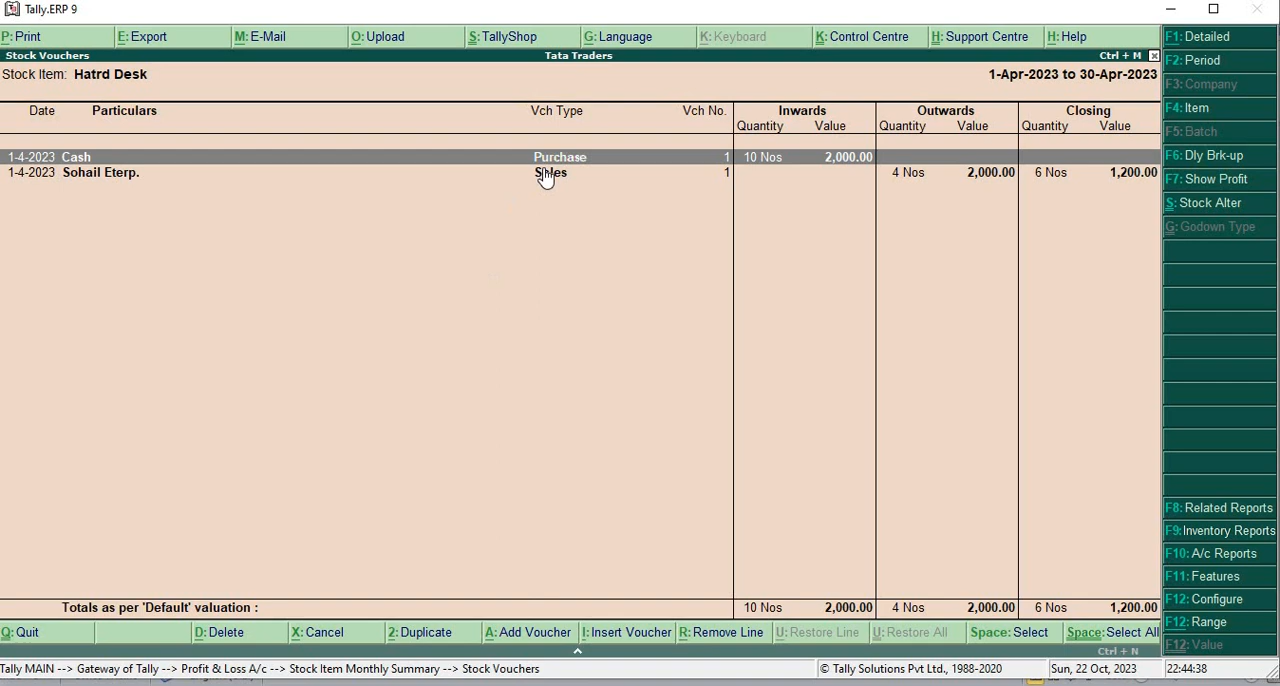 Tally.ERP 9
P: Print E: Export M: E-Mail O: Upload S: TallyShop G: Language K: Keyboard K: Control Centre H: Support Centre H: Help
F1: Detailed
Stock Vouchers Tata Traders Ctrl + M
F2: Period
Stock Item: Hatrd Desk 1-Apr-2023 to 30-Apr-2023
F3: Company
Date Particulars Vch Type Vch No. Inwards Outwards Closing
F4: Item
Quantity Value Quantity Value Quantity Value
F5: Batch
1-4-2023 Cash Purchase 1 10 Nos 2,000.00
F6: Dly Brk-up
1-4-2023 Sohail Eterp. Sales 1 4 Nos 2,000.00 6 Nos 1,200.00
F7: Show Profit
S: Stock Alter
G: Godown Type
F8: Related Reports
F9: Inventory Reports
F10: A/c Reports
F11: Features
F12: Configure
Totals as per 'Default' valuation : 10 Nos 2,000.00 4 Nos 2,000.00 6 Nos 1,200.00
F12: Range
Q: Quit D: Delete X: Cancel 2: Duplicate A: Add Voucher I: Insert Voucher R: Remove Line U: Restore Line U: Restore All Space: Select Space: Select All
F12: Value
Ctrl + N
Tally MAIN --> Gateway of Tally --> Profit & Loss A/c --> Stock Item Monthly Summary --> Stock Vouchers © Tally Solutions Pvt Ltd., 1988-2020 Sun, 22 Oct, 2023 22:44:38